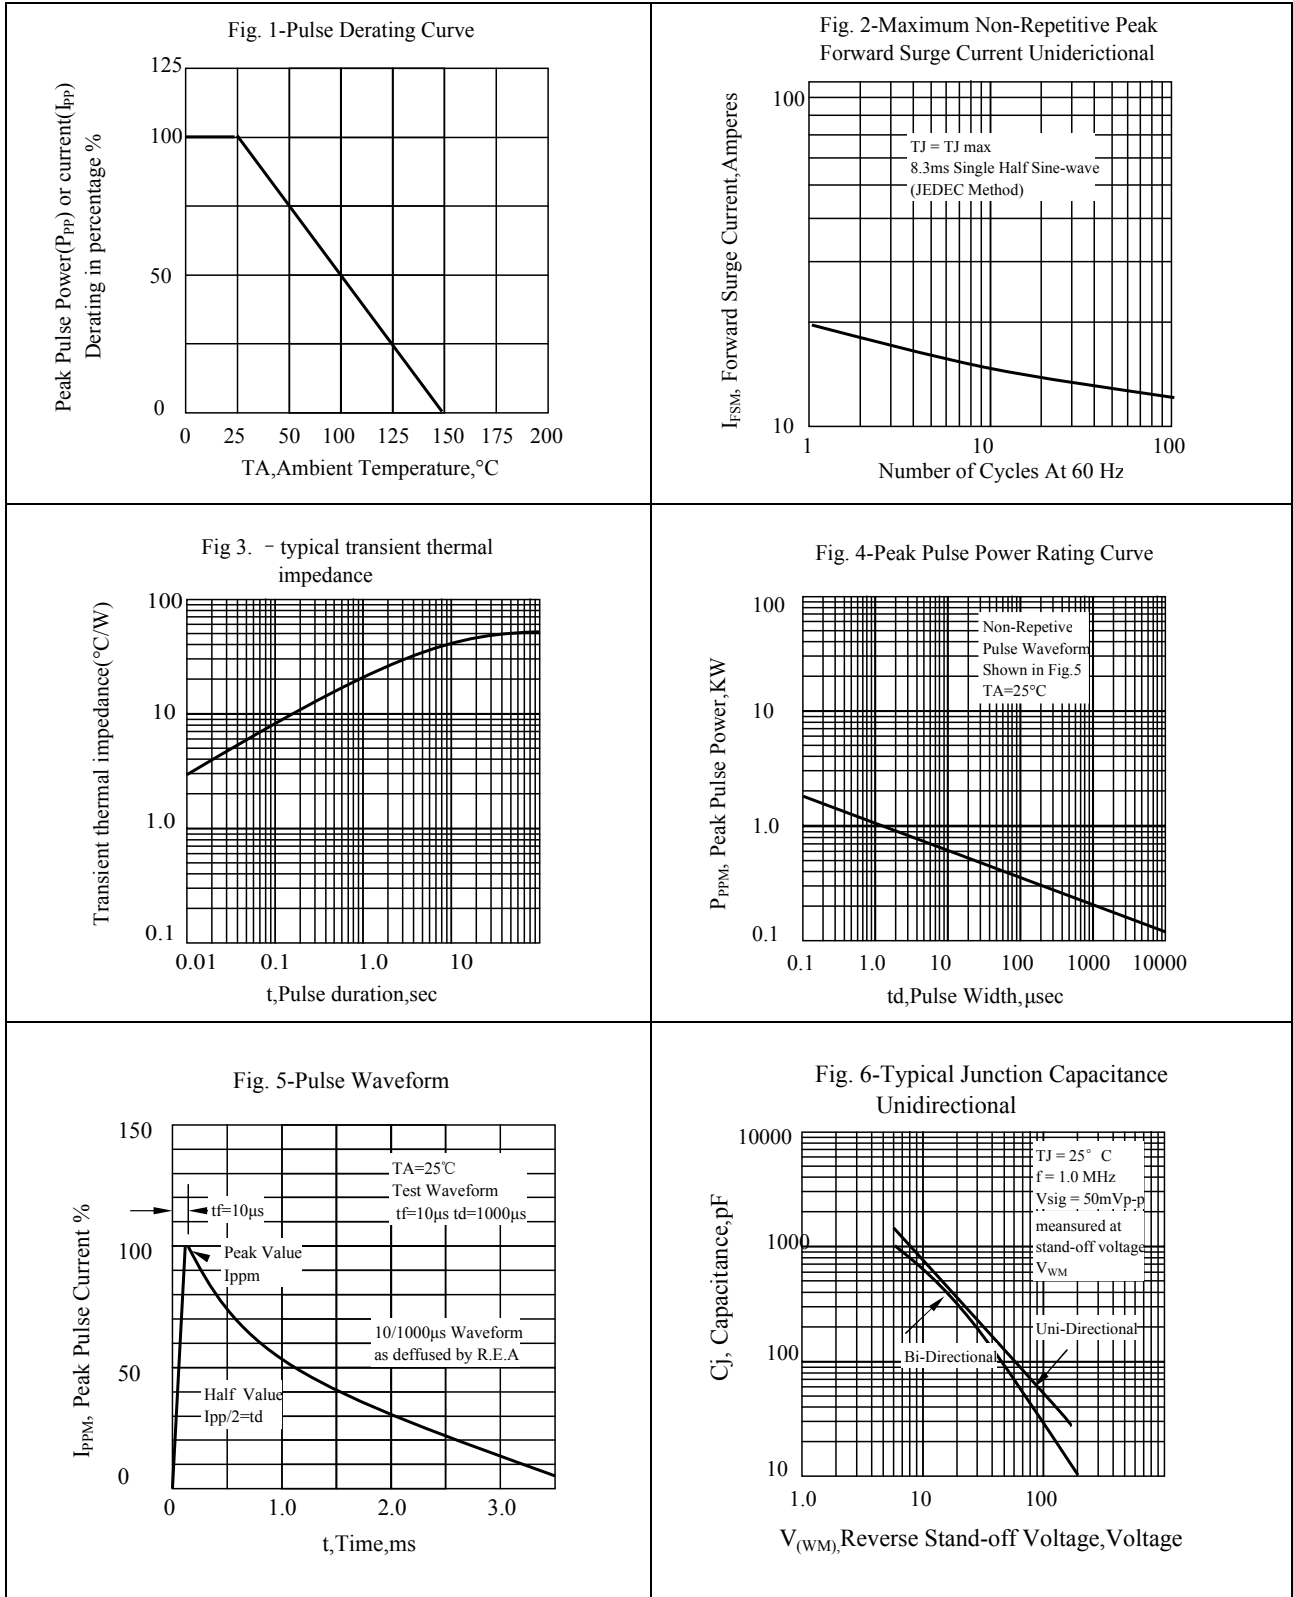 Fig. 1-Pulse Derating Curve
Peak Pulse Power(PPP) or current(IPP)
Derating in percentage %
125
100
50
0
0 25 50 100 125 150 175 200
TA,Ambient Temperature,°C
Fig. 2-Maximum Non-Repetitive Peak
Forward Surge Current Uniderictional
IFSM, Forward Surge Current,Amperes
100
TJ = TJ max
8.3ms Single Half Sine-wave
(JEDEC Method)
10
1 10 100
Number of Cycles At 60 Hz
Fig 3. - typical transient thermal
impedance
Transient thermal impedance(°C/W)
100
10
1.0
0.1
0.01 0.1 1.0 10
t,Pulse duration,sec
Fig. 4-Peak Pulse Power Rating Curve
PPPM, Peak Pulse Power,KW
100
Non-Repetive
Pulse Waveform
Shown in Fig.5
TA=25°C
10
1.0
0.1
0.1 1.0 10 100 1000 10000
td,Pulse Width,μsec
Fig. 5-Pulse Waveform
IPPM, Peak Pulse Current %
150
TA=25℃
Test Waveform
tf=10μs td=1000μs
tf=10μs
100
Peak Value
Ippm
10/1000μs Waveform
as deffused by R.E.A
50
Half Value
Ipp/2=td
0
0 1.0 2.0 3.0
t,Time,ms
Fig. 6-Typical Junction Capacitance
Unidirectional
Cj, Capacitance,pF
10000
TJ = 25° C
f = 1.0 MHz
Vsig = 50mVp-p
meansured at
stand-off voltage
VWM
1000
Uni-Directional
Bi-Directional
100
10
1.0 10 100
V(WM),Reverse Stand-off Voltage,Voltage